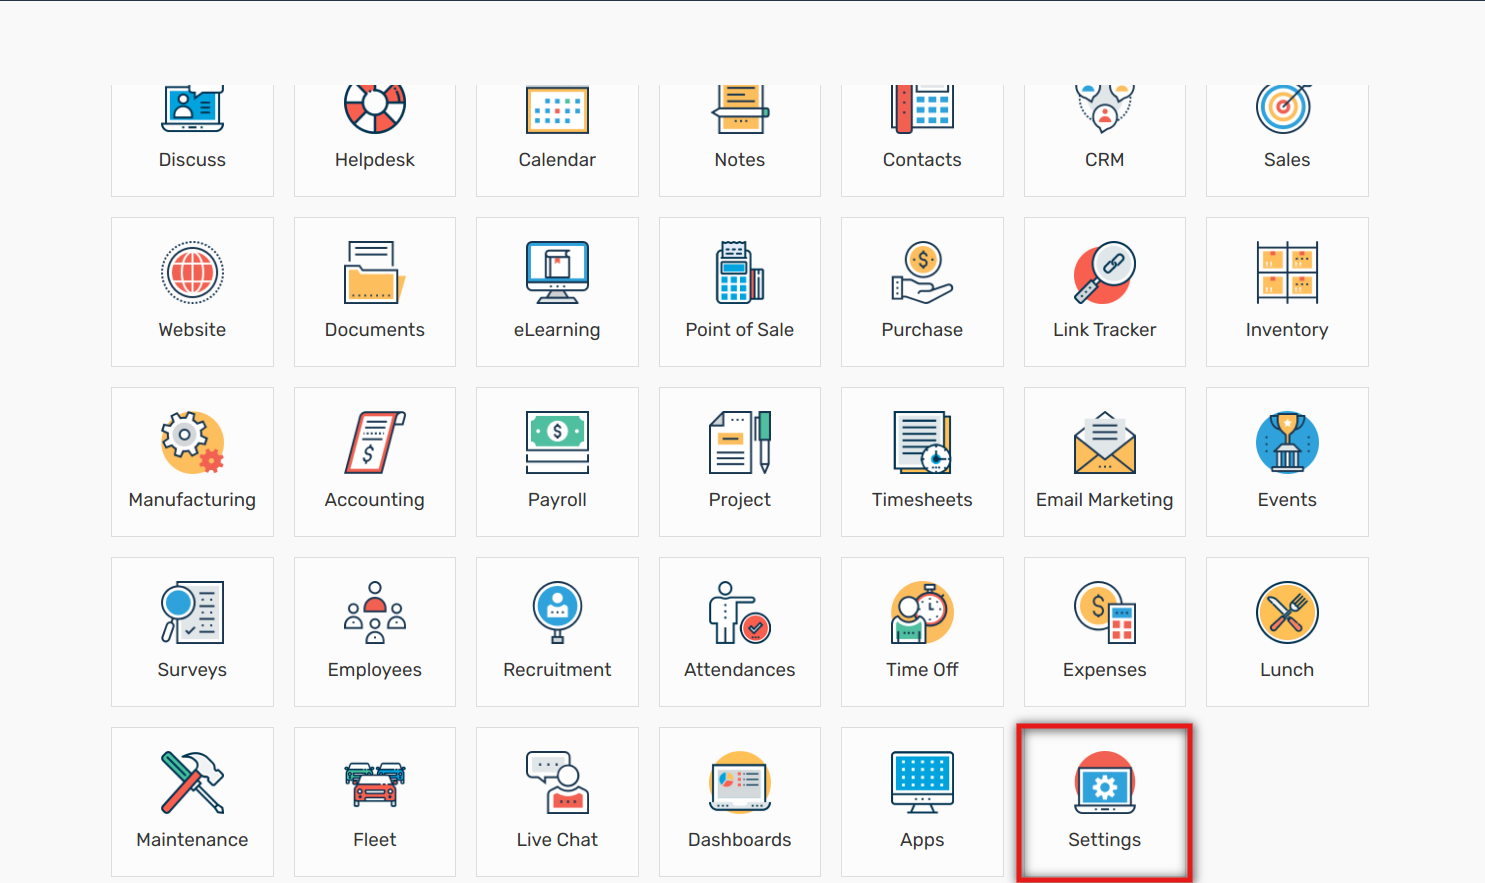 Discuss
Helpdesk
Calendar
Notes
Contacts
CRM
Sales
Website
Documents
eLearning
Point of Sale
Purchase
Link Tracker
Inventory
Manufacturing
Accounting
Payroll
Project
Timesheets
Email Marketing
Events
Surveys
Employees
Recruitment
Attendances
Time Off
Expenses
Lunch
Maintenance
Fleet
Live Chat
Dashboards
Apps
Settings